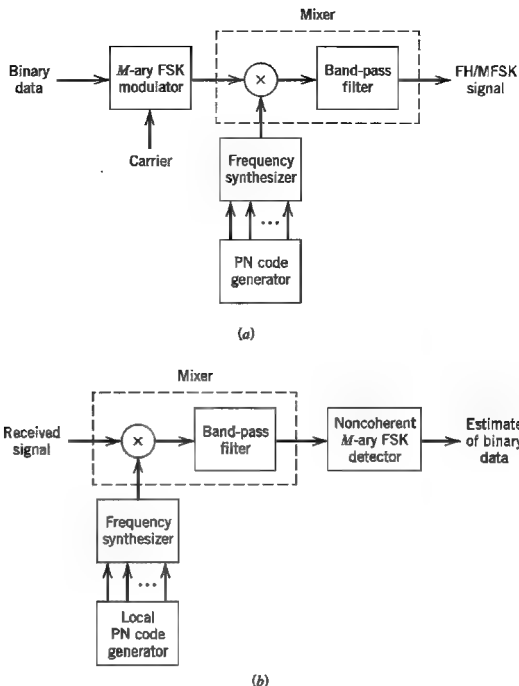 Mixer
Binary
data
M-ary FSK
modulator
×
Band-pass
filter
FH/MFSK
signal
Carrier
Frequency
synthesizer
...
PN code
generator
(a)
Mixer
Received
signal
×
Band-pass
filter
Noncoherent
M-ary FSK
detector
Estimate
of binary
data
Frequency
synthesizer
...
Local
PN code
generator
(b)